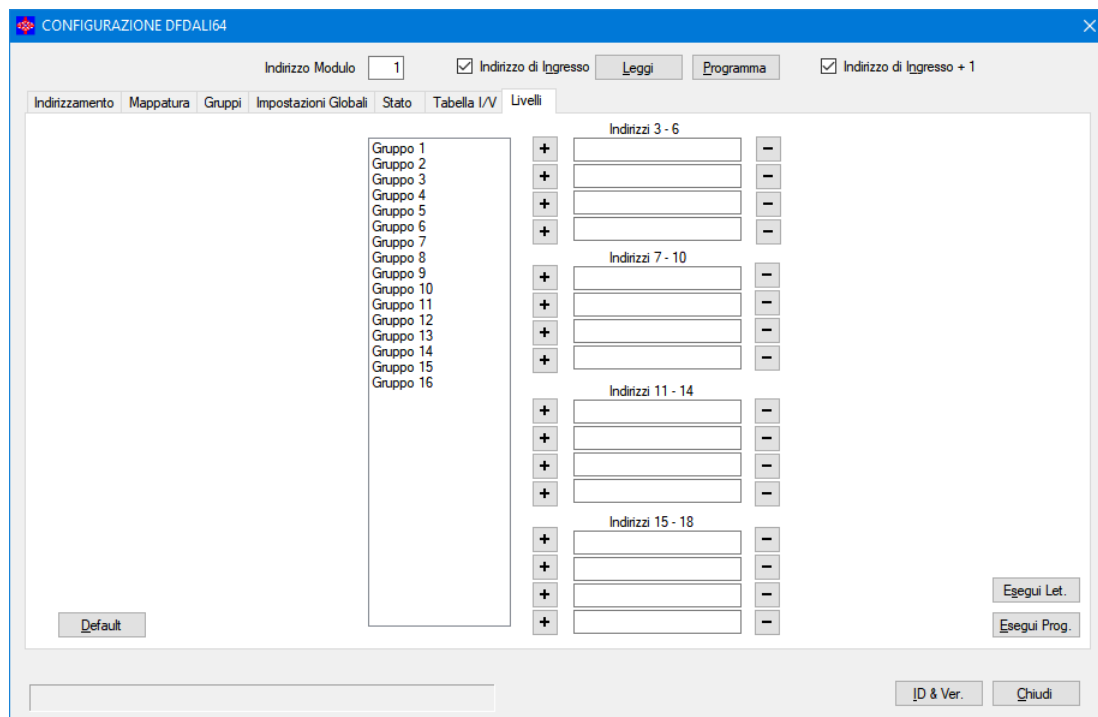 CONFIGURAZIONE DFDALI64
Indirizzo Modulo 1 Indirizzo di Ingresso Leggi Programma Indirizzo di Ingresso + 1
Indirizzamento Mappatura Gruppi Impostazioni Globali Stato Tabella I/V Livelli
Indirizzi 3 - 6
Gruppo 1
Gruppo 2
Gruppo 3
Gruppo 4
Gruppo 5
Gruppo 6
Gruppo 7
Gruppo 8
Gruppo 9
Gruppo 10
Gruppo 11
Gruppo 12
Gruppo 13
Gruppo 14
Gruppo 15
Gruppo 16
Indirizzi 7 - 10
Indirizzi 11 - 14
Indirizzi 15 - 18
Default
Esegui Let.
Esegui Prog.
ID & Ver. Chiudi